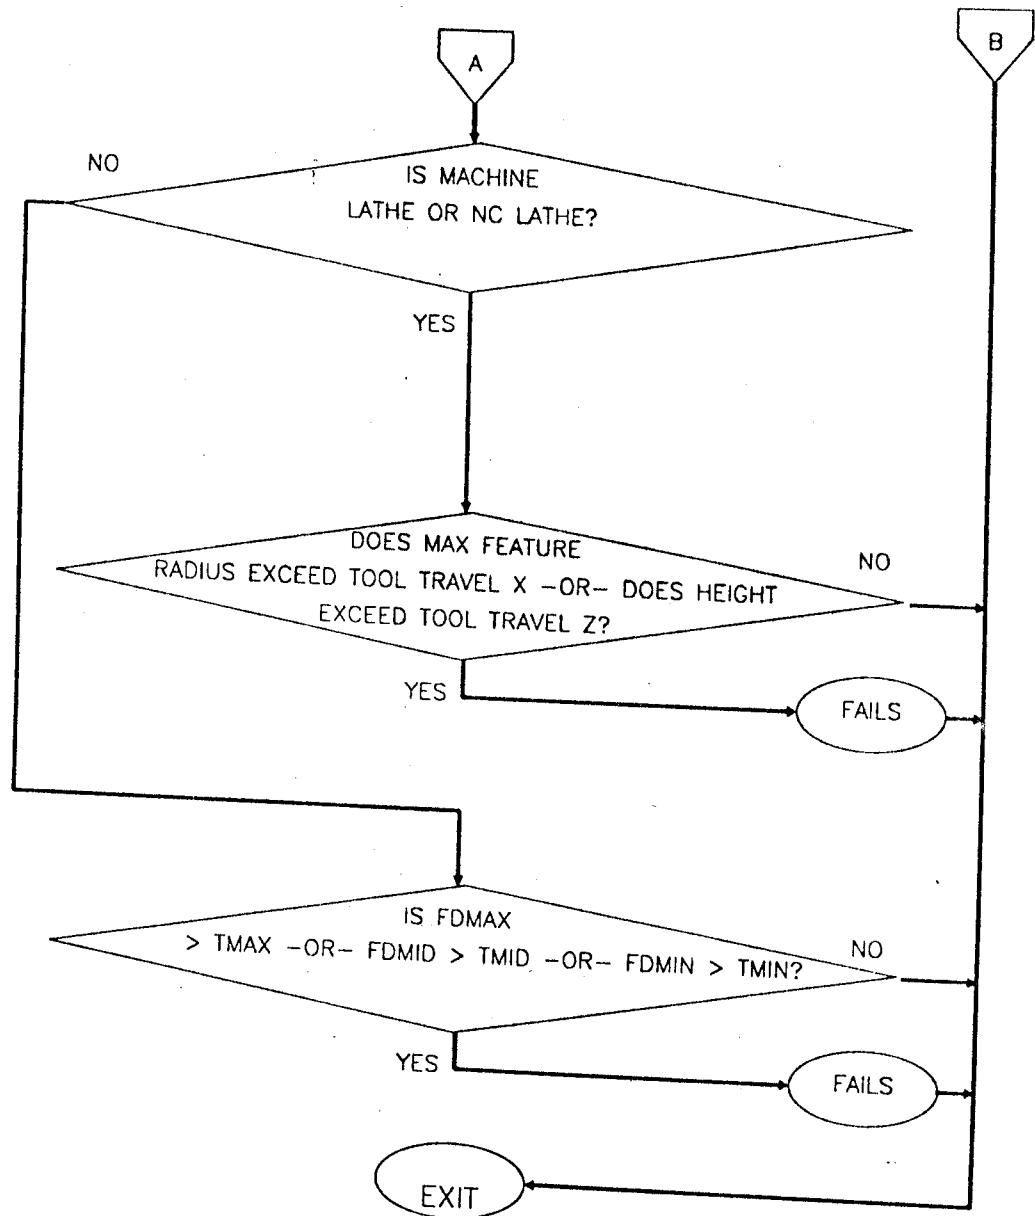 B
A
NO
IS MACHINE
LATHE OR NC LATHE?
YES
DOES MAX FEATURE
RADIUS EXCEED TOOL TRAVEL X -OR- DOES HEIGHT
EXCEED TOOL TRAVEL Z?
NO
YES
FAILS
IS FDMAX
> TMAX -OR- FDMID > TMID -OR- FDMIN > TMIN?
NO
YES
FAILS
EXIT